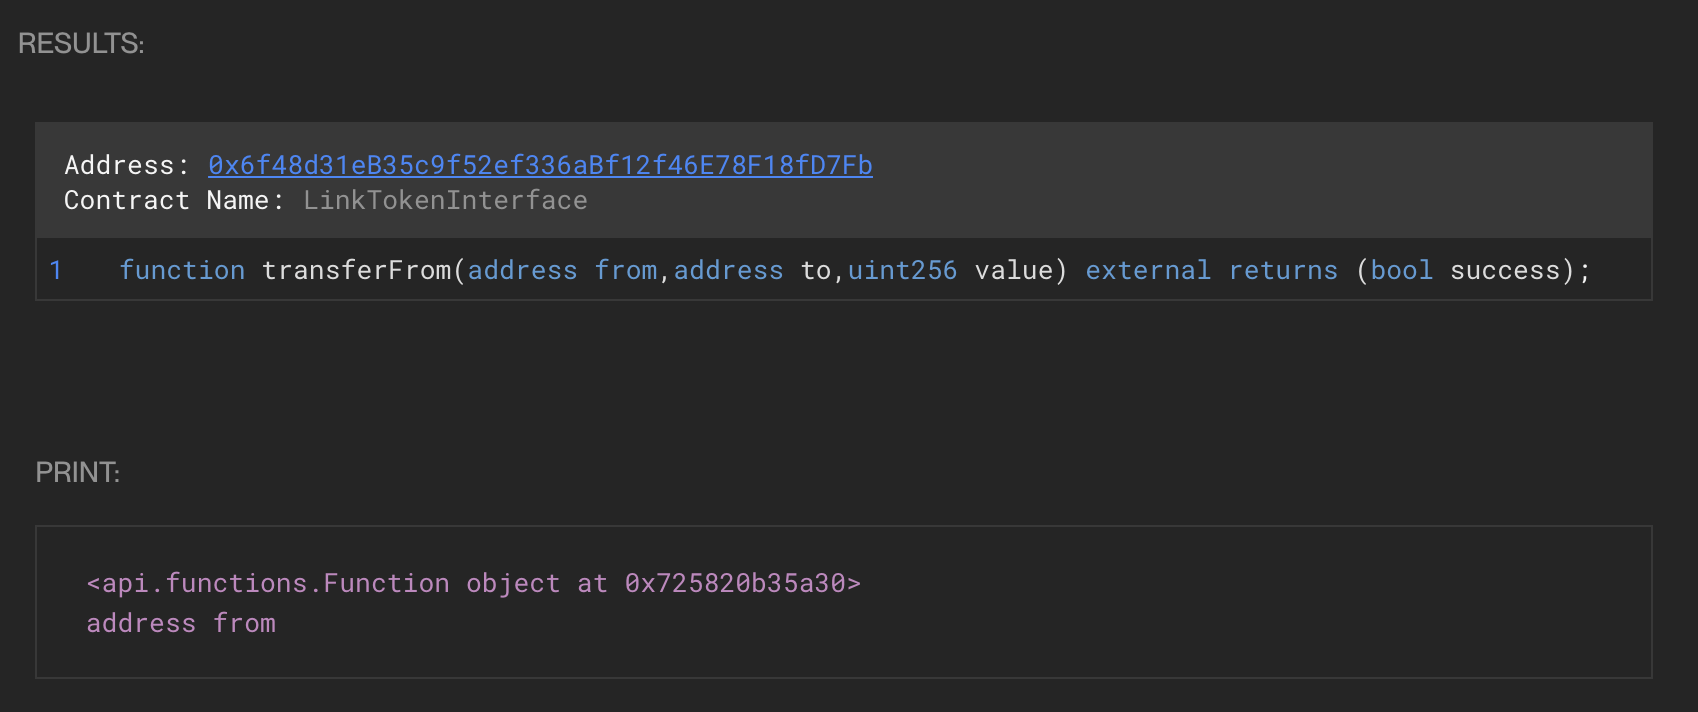 RESULTS:
Address: 0x6f48d31eB35c9f52ef336aBf12f46E78F18fD7Fb
Contract Name: LinkTokenInterface
1 function transferFrom(address from,address to,uint256 value) external returns (bool success);
PRINT:
<api.functions.Function object at 0x725820b35a30>
address from